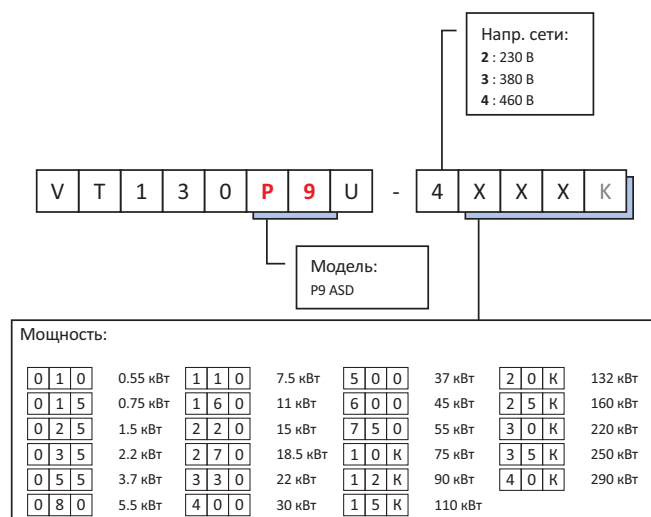 Напр. сети:
2 : 230 В
3 : 380 В
4 : 460 В
V T 1 3 0 P 9 U - 4 X X X K
Модель:
P9 ASD
Мощность:
0 1 0 0.55 кВт 1 1 0 7.5 кВт 5 0 0 37 кВт 2 0 K 132 кВт
0 1 5 0.75 кВт 1 6 0 11 кВт 6 0 0 45 кВт 2 5 K 160 кВт
0 2 5 1.5 кВт 2 2 0 15 кВт 7 5 0 55 кВт 3 0 K 220 кВт
0 3 5 2.2 кВт 2 7 0 18.5 кВт 1 0 K 75 кВт 3 5 K 250 кВт
0 5 5 3.7 кВт 3 3 0 22 кВт 1 2 K 90 кВт 4 0 K 290 кВт
0 8 0 5.5 кВт 4 0 0 30 кВт 1 5 K 110 кВт